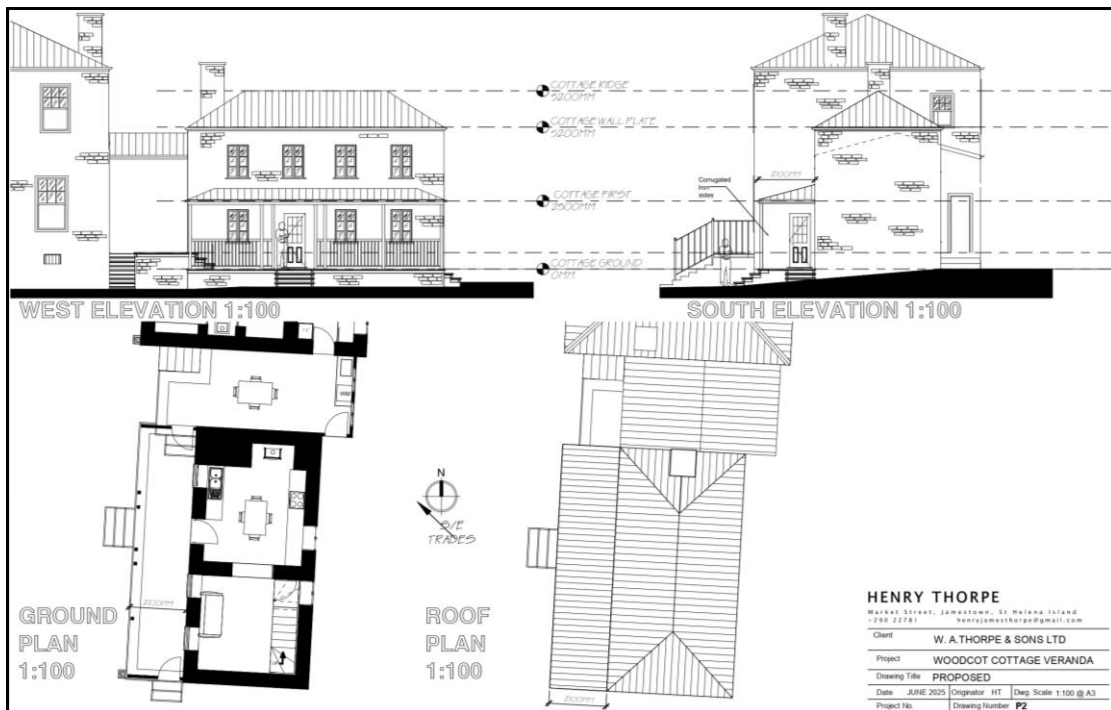 COTTAGE RIDGE
5200MM
COTTAGE WALL PLATE
5200MM
COTTAGE FIRST
2500MM
COTTAGE GROUND
0MM
2100MM
Corrugated
iron
sides
WEST ELEVATION 1:100
SOUTH ELEVATION 1:100
WM
N
S/E
TRADES
2100MM
GROUND
PLAN
1:100
ROOF
PLAN
1:100
2100MM
HENRY THORPE
Market Street, Jamestown, St Helena Island
+290 22781 henryjamesthorpe@gmail.com
Client W. A.THORPE & SONS LTD
Project WOODCOT COTTAGE VERANDA
Drawing Title PROPOSED
Date JUNE 2025 Originator HT Dwg. Scale 1:100 @ A3
Project No. Drawing Number P2